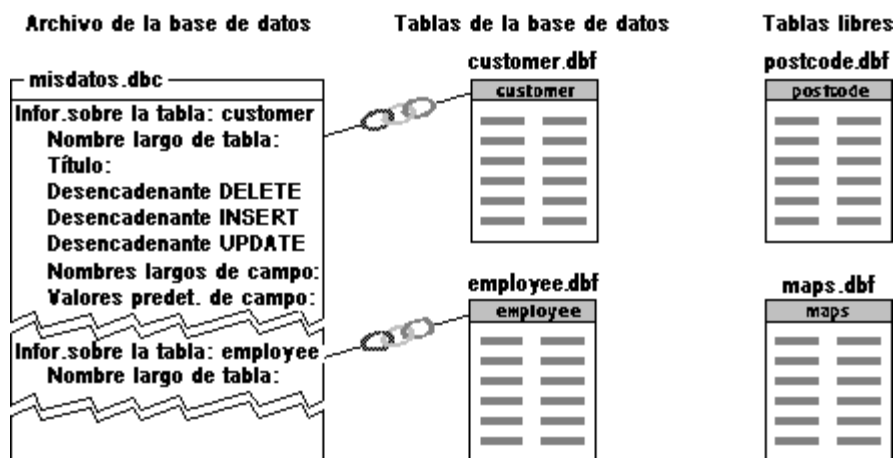 Archivo de la base de datos
Tablas de la base de datos
Tablas libres
misdatos.dbc
Infor.sobre la tabla: customer
Nombre largo de tabla:
Título:
Desencadenante DELETE
Desencadenante INSERT
Desencadenante UPDATE
Nombres largos de campo:
Valores predet. de campo:
Infor.sobre la tabla: employee
Nombre largo de tabla:
customer.dbf
customer
employee.dbf
employee
postcode.dbf
postcode
maps.dbf
maps